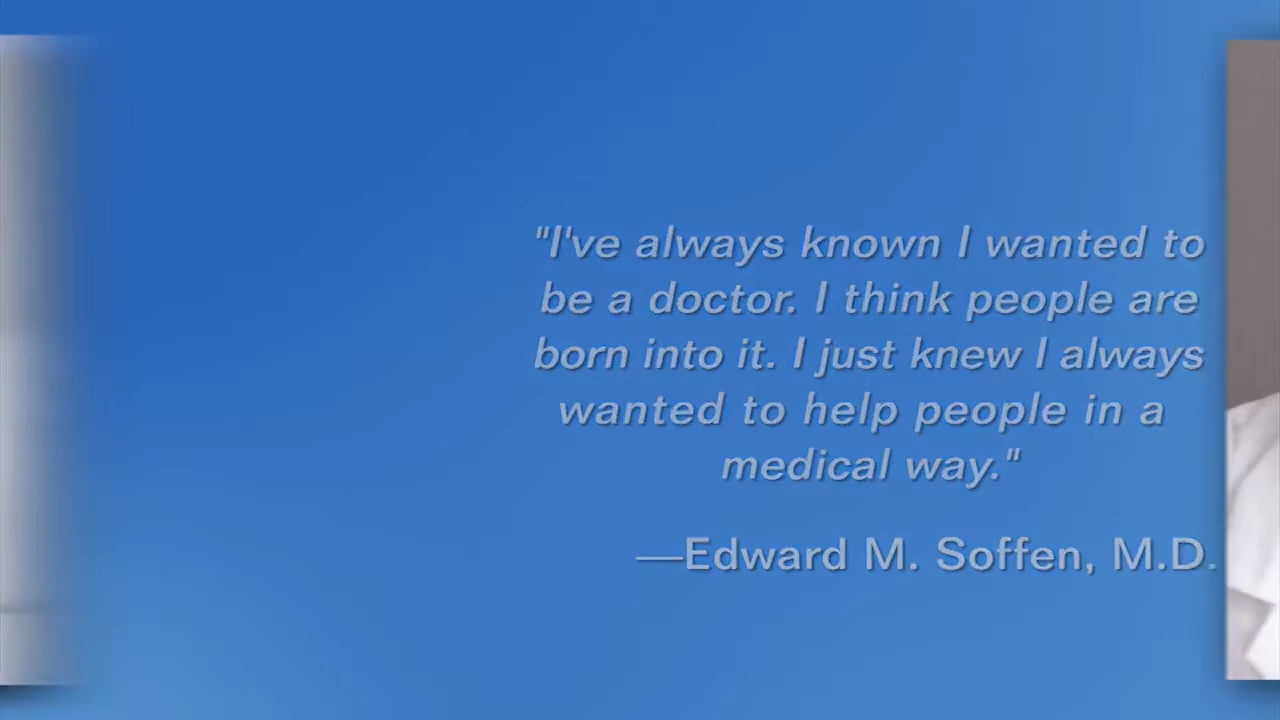 "I've always known I wanted to
be a doctor. I think people are
born into it. I just knew I always
wanted to help people in a
medical way."
—Edward M. Soffen, M.D.